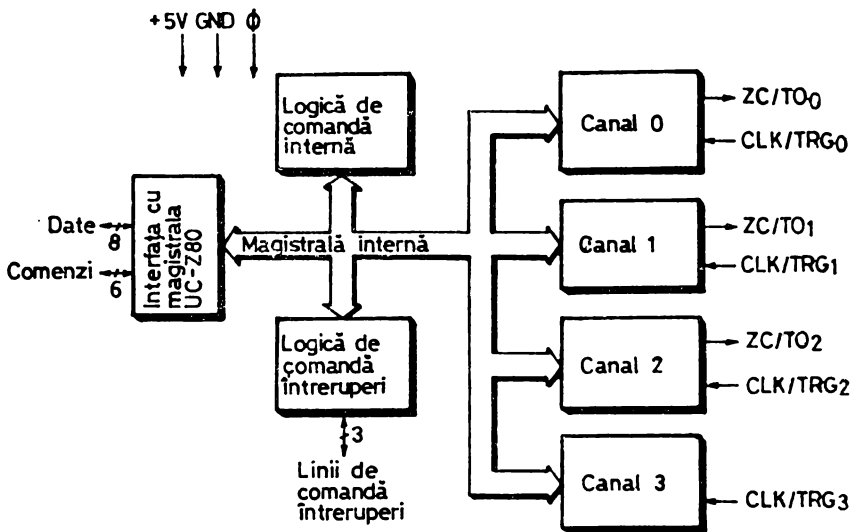 +5V GND ϕ
Logică de
comandă
internă
Canal 0
ZC/TO0
CLK/TRG0
Date
8
Comenzi
6
Interfața cu
magistrala
UC-Z80
Magistrală internă
Canal 1
ZC/TO1
CLK/TRG1
Logică de
comandă
întreruperi
3
Linii de
comandă
întreruperi
Canal 2
ZC/TO2
CLK/TRG2
Canal 3
CLK/TRG3